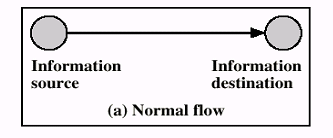 Information Information
source destination
(a) Normal flow